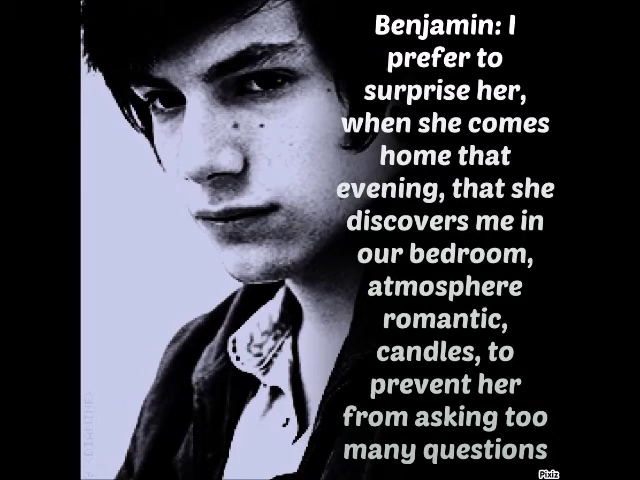 Benjamin: I
prefer to
surprise her,
when she comes
home that
evening, that she
discovers me in
our bedroom,
atmosphere
romantic,
candles, to
prevent her
from asking too
many questions
Pixiz